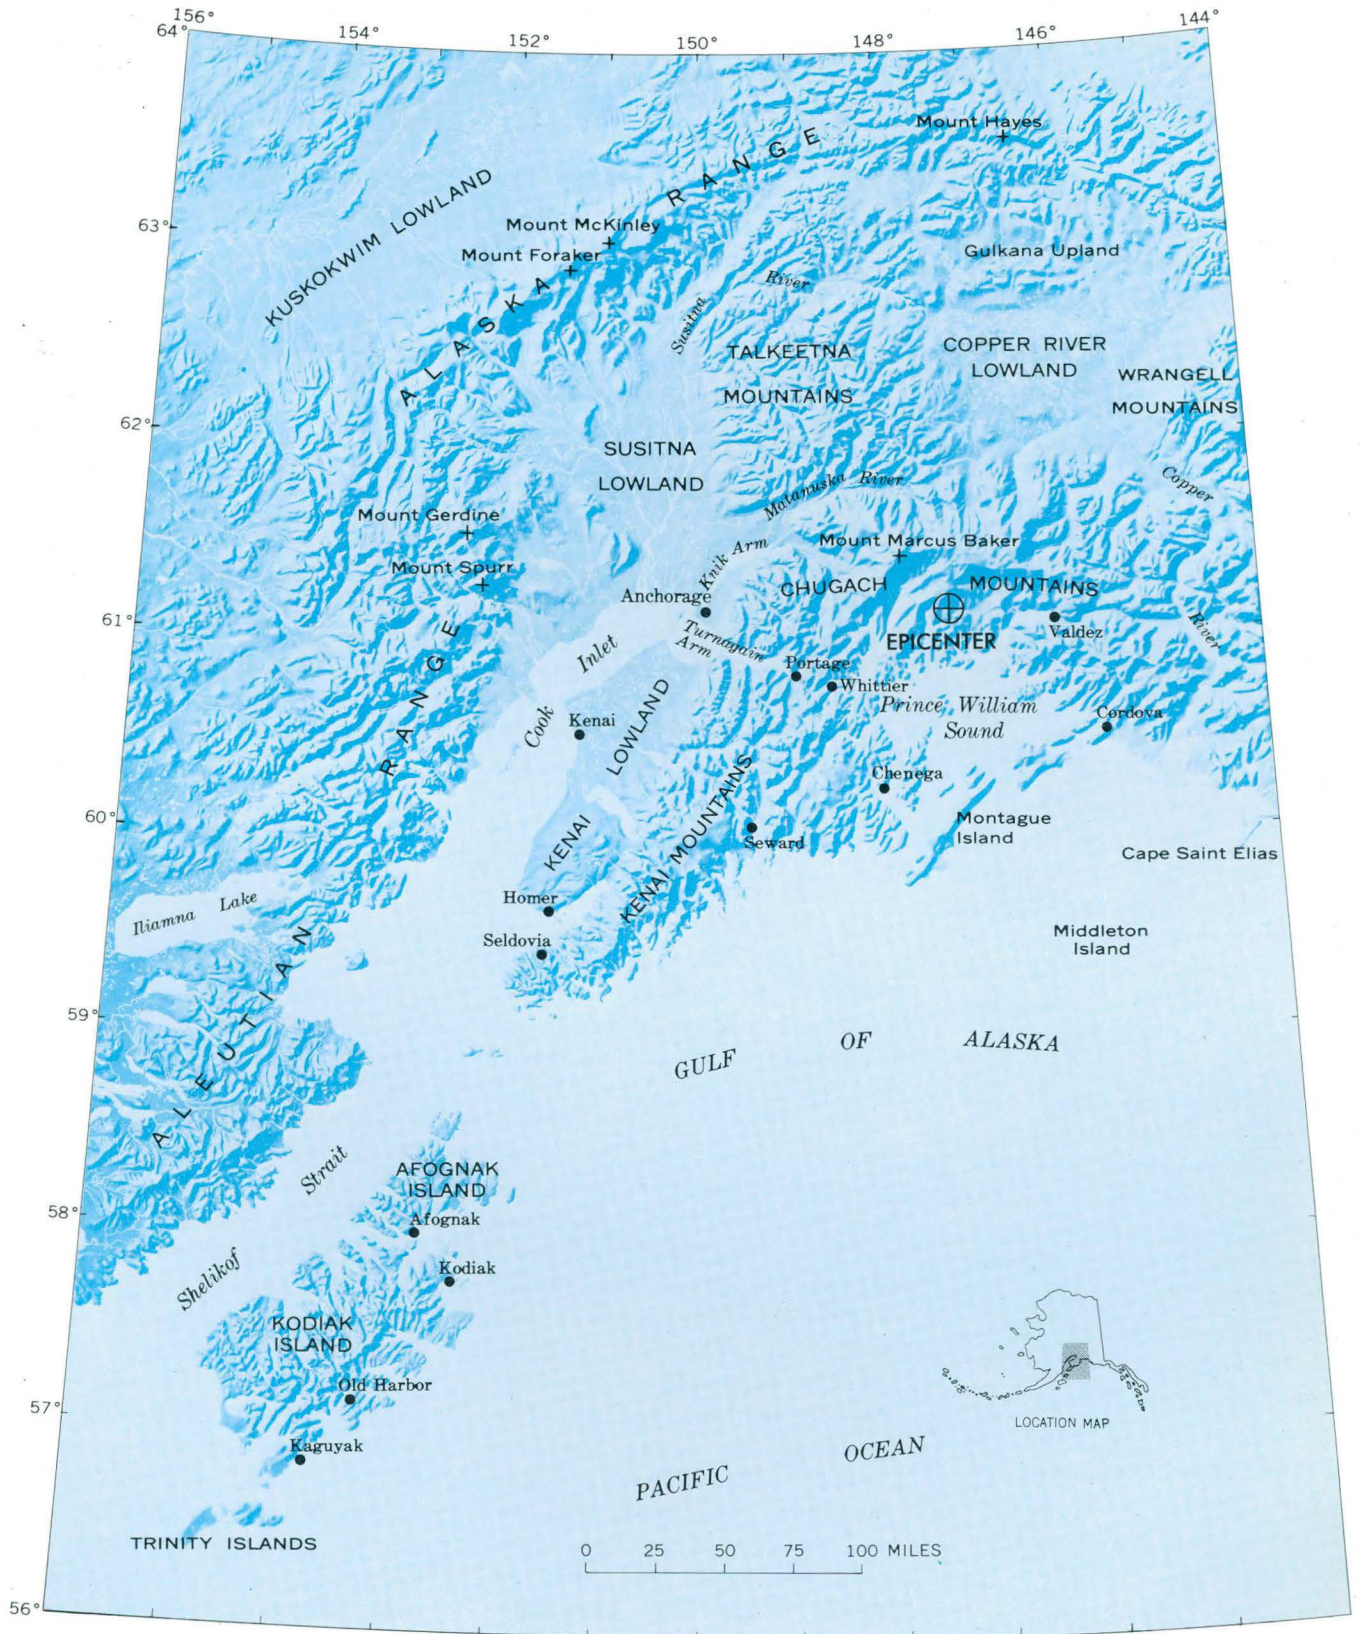 156°
64°
154°
152°
150°
148°
146°
144°
Mount Hayes
ALASKA RANGE
KUSKOKWIM LOWLAND
63°
Mount McKinley
Mount Foraker
Gulkana Upland
Susitna River
TALKEETNA
MOUNTAINS
COPPER RIVER
LOWLAND
WRANGELL
MOUNTAINS
62°
SUSITNA
LOWLAND
Matanuska River
Copper River
Mount Gerdine
Mount Spurr
Knik Arm
Mount Marcus Baker
CHUGACH MOUNTAINS
Anchorage
61°
EPICENTER
Valdez
Turnagain
Arm
Cook Inlet
Portage
Whittier
Prince William
Sound
Cordova
Kenai
KENAI LOWLAND
KENAI MOUNTAINS
Chenega
60°
Montague
Island
Seward
Cape Saint Elias
Homer
Iliamna Lake
Seldovia
Middleton
Island
ALEUTIAN RANGE
59°
GULF OF ALASKA
Shelikof Strait
AFOGNAK
ISLAND
58°
Afognak
Kodiak
KODIAK
ISLAND
Old Harbor
57°
LOCATION MAP
Kaguyak
PACIFIC OCEAN
TRINITY ISLANDS
0 25 50 75 100 MILES
56°